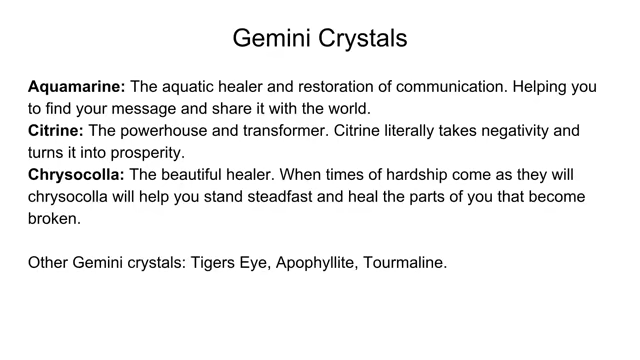 Gemini Crystals
Aquamarine: The aquatic healer and restoration of communication. Helping you
to find your message and share it with the world.
Citrine: The powerhouse and transformer. Citrine literally takes negativity and
turns it into prosperity.
Chrysocolla: The beautiful healer. When times of hardship come as they will
chrysocolla will help you stand steadfast and heal the parts of you that become
broken.
Other Gemini crystals: Tigers Eye, Apophyllite, Tourmaline.